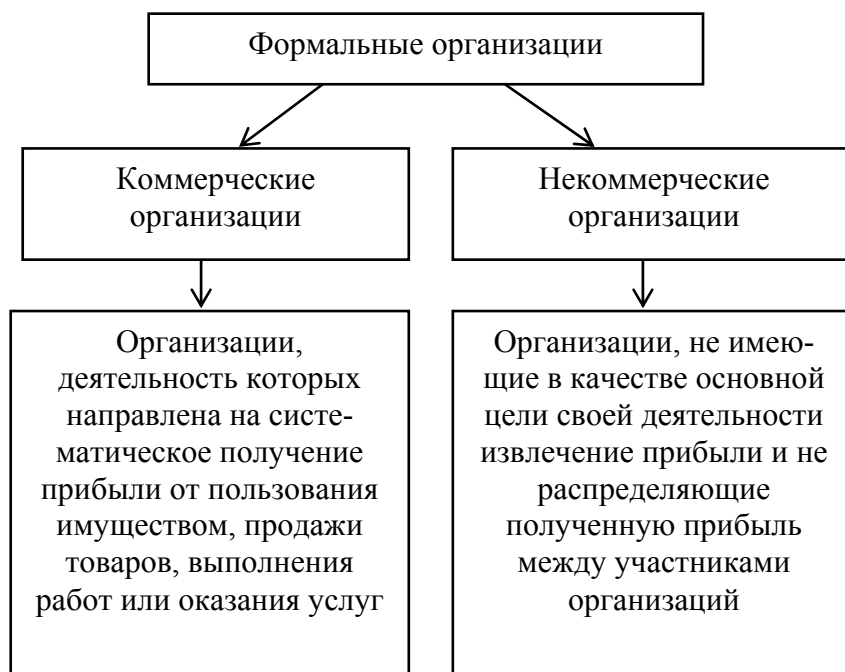 Формальные организации
Коммерческие
организации
Некоммерческие
организации
Организации,
деятельность которых
направлена на систе-
матическое получение
прибыли от пользования
имуществом, продажи
товаров, выполнения
работ или оказания услуг
Организации, не имею-
щие в качестве основной
цели своей деятельности
извлечение прибыли и не
распределяющие
полученную прибыль
между участниками
организаций